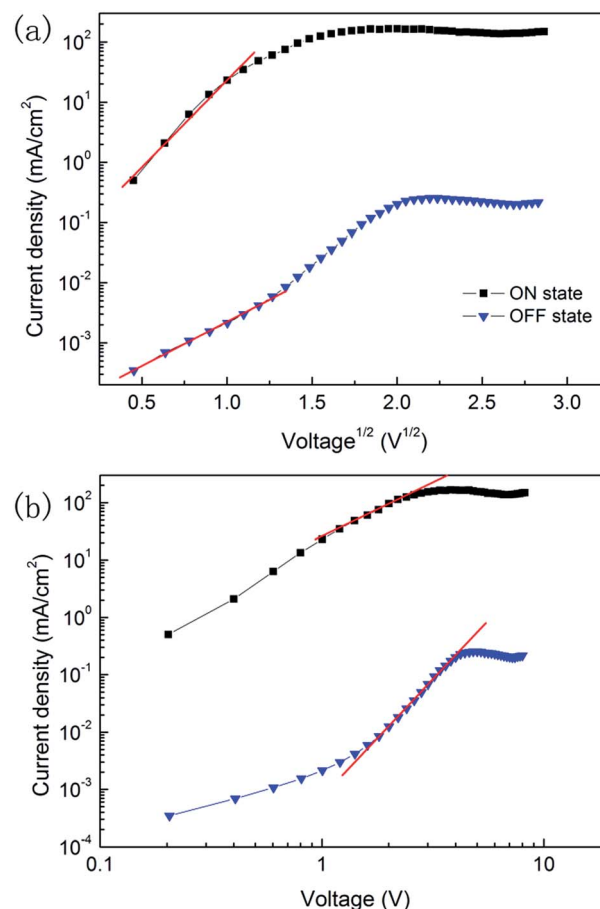 (a)
10^2
10^1
10^0
10^-1
10^-2
10^-3
Current density (mA/cm^2)
ON state
OFF state
0.5 1.0 1.5 2.0 2.5 3.0
Voltage^1/2 (V^1/2)
(b)
10^2
10^1
10^0
10^-1
10^-2
10^-3
10^-4
Current density (mA/cm^2)
0.1 1 10
Voltage (V)